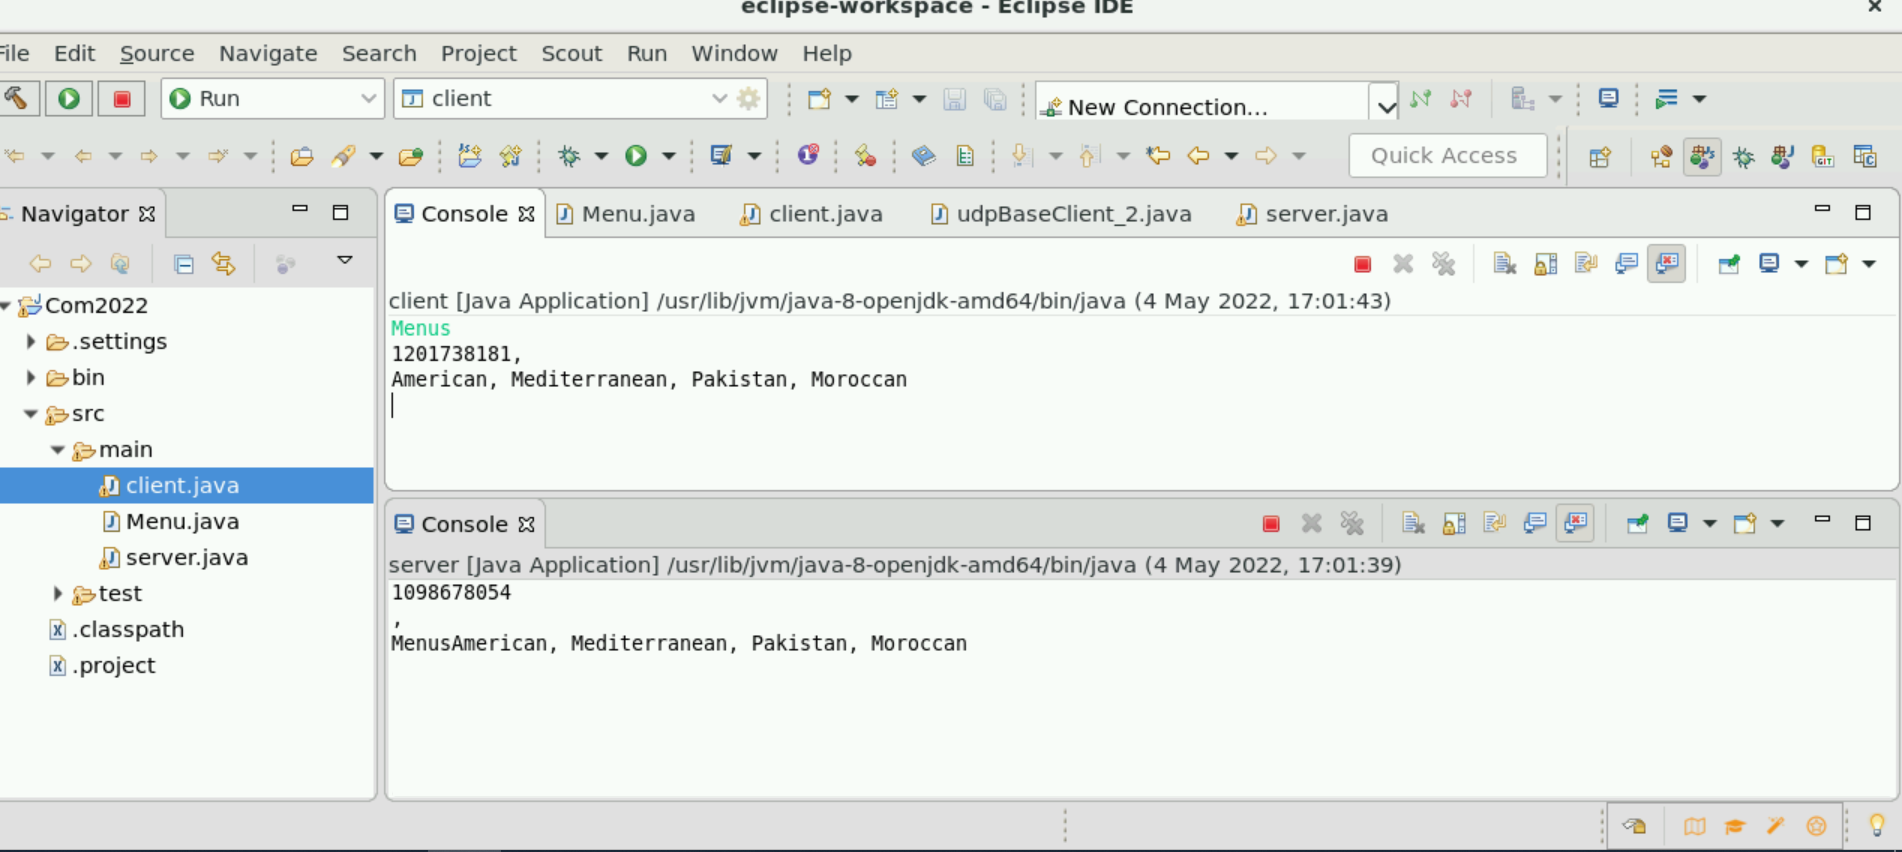 eclipse-workspace - Eclipse IDE
File Edit Source Navigate Search Project Scout Run Window Help
Run client New Connection...
Quick Access
Navigator Console Menu.java client.java udpBaseClient_2.java server.java
client [Java Application] /usr/lib/jvm/java-8-openjdk-amd64/bin/java (4 May 2022, 17:01:43)
Menus
1201738181,
American, Mediterranean, Pakistan, Moroccan
Com2022
.settings
bin
src
main
client.java
Menu.java
server.java
test
.classpath
.project
Console
server [Java Application] /usr/lib/jvm/java-8-openjdk-amd64/bin/java (4 May 2022, 17:01:39)
1098678054
,
MenusAmerican, Mediterranean, Pakistan, Moroccan